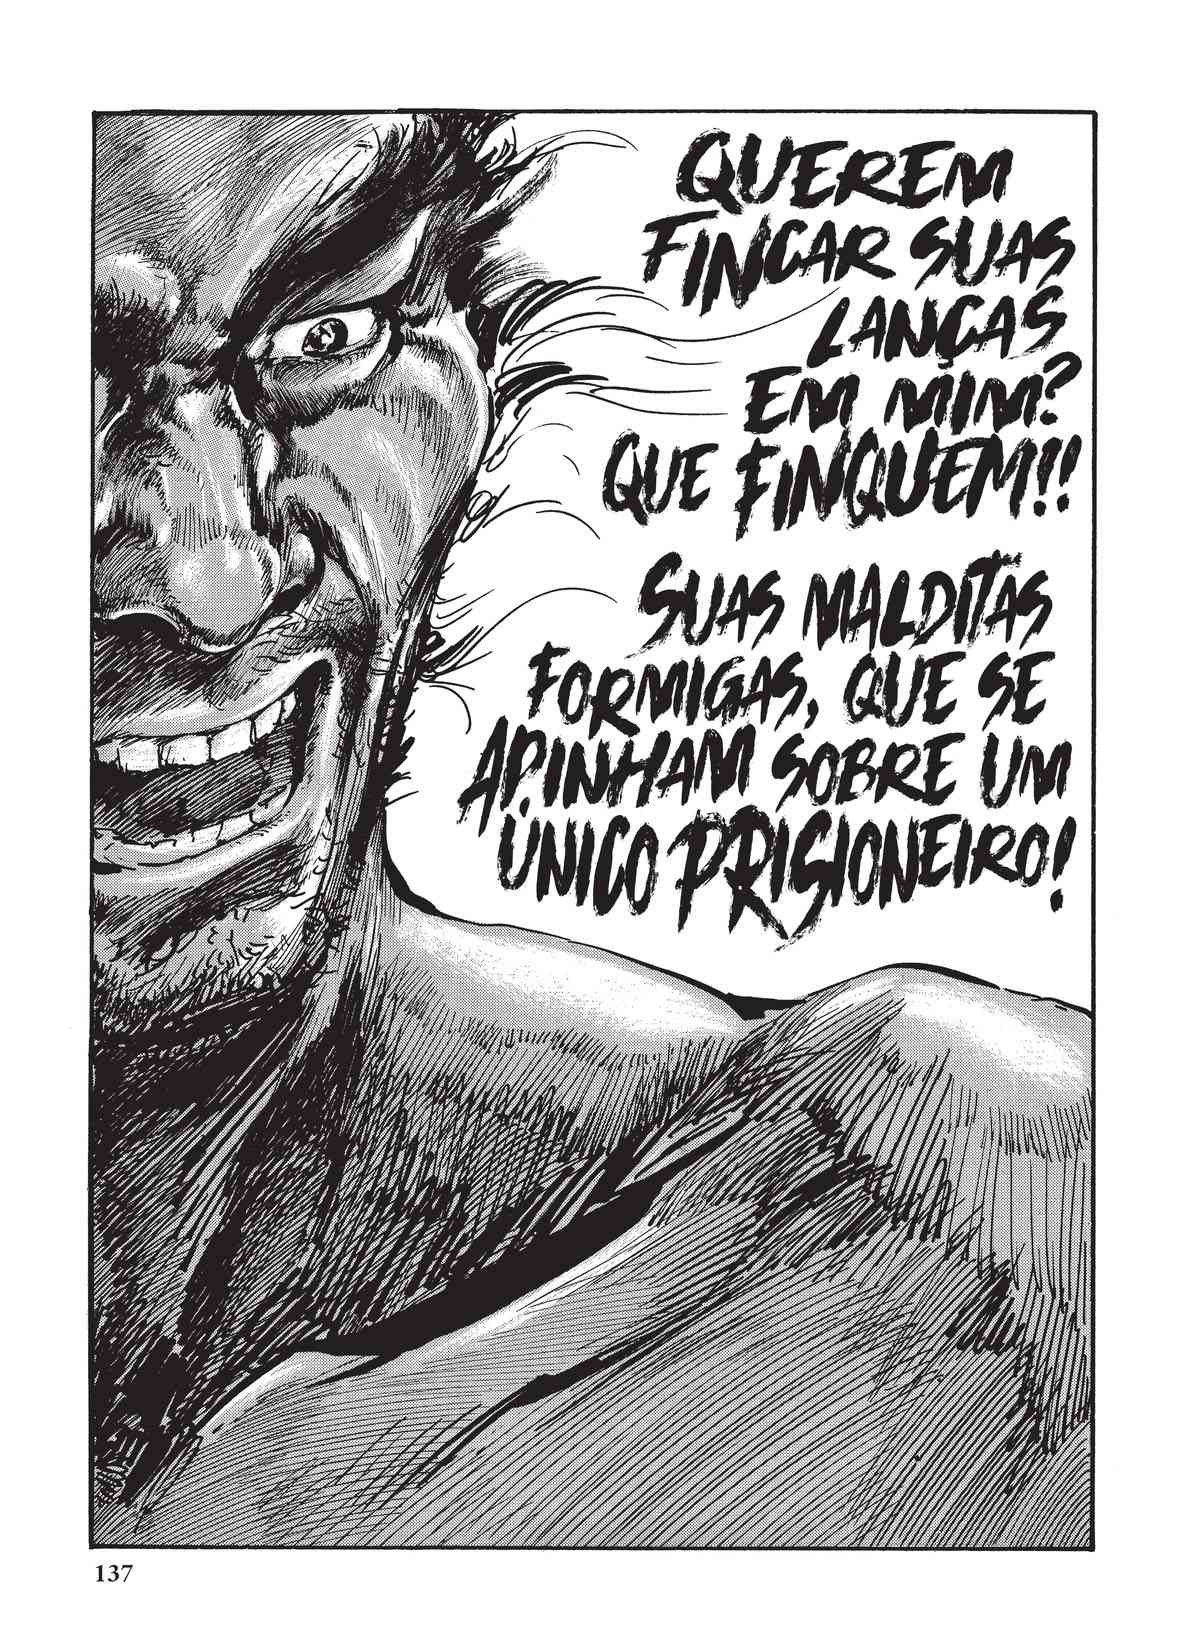 QUEREM
FINCAR SUAS
LANÇAS
EM MIM?
QUE FINQUEM!!
SUAS MALDITAS
FORMIGAS, QUE SE
APINHAM SOBRE UM
ÚNICO PRISIONEIRO!
137